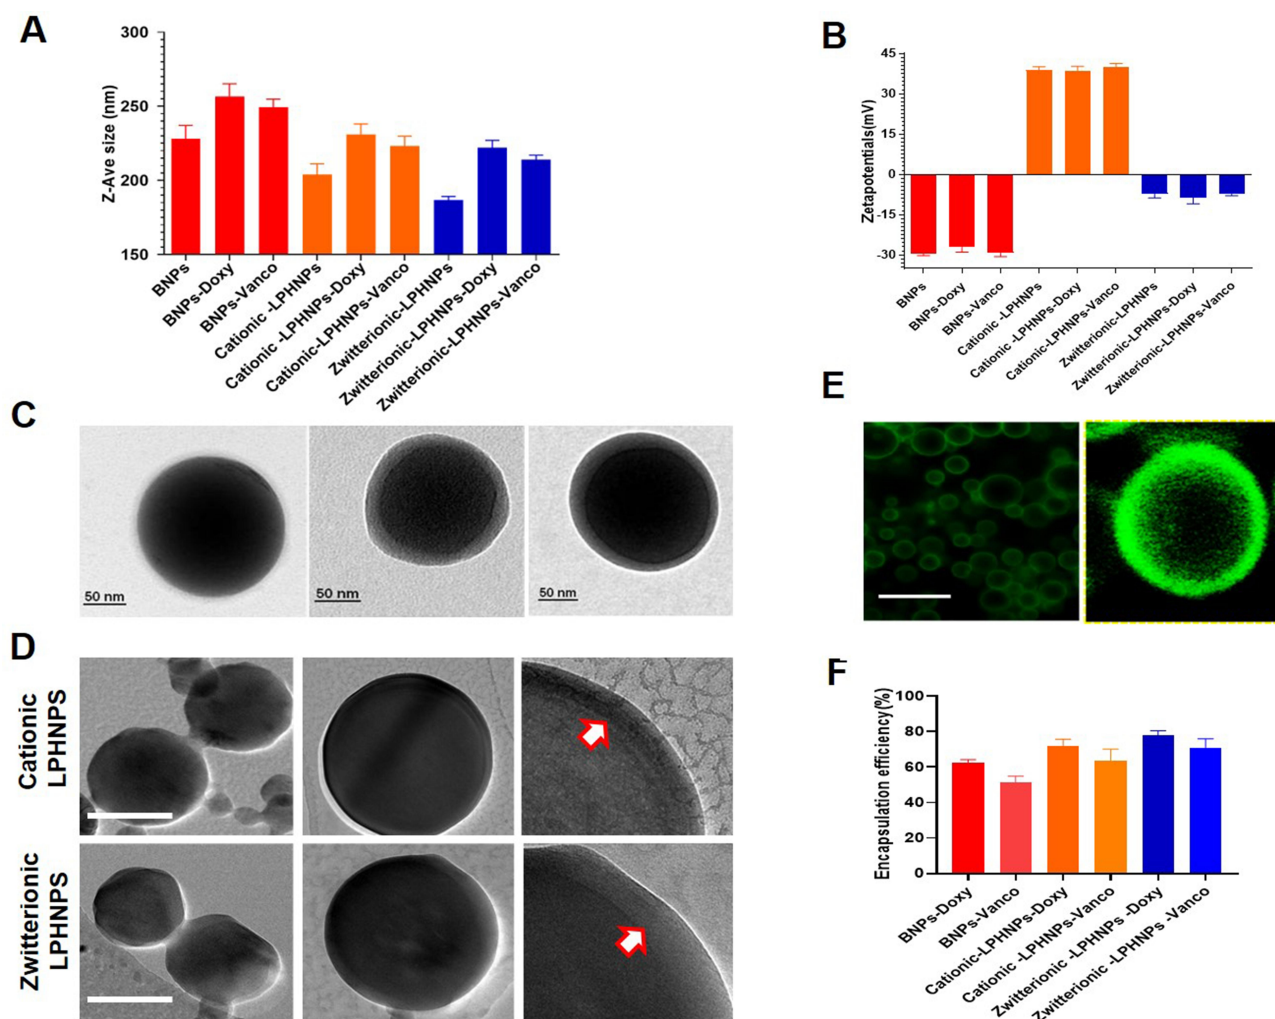 A
300
250
200
150
Z-Ave size (nm)
BNPs
BNPs-Doxy
BNPs-Vanco
Cationic -LPHNPs
Cationic -LPHNPs-Doxy
Cationic-LPHNPs-Vanco
Zwitterionic-LPHNPs
Zwitterionic-LPHNPs-Doxy
Zwitterionic-LPHNPs-Vanco
B
45
30
15
0
-15
-30
Zetapotentials(mV)
BNPs
BNPs-Doxy
BNPs-Vanco
Cationic -LPHNPs
Cationic -LPHNPs-Doxy
Cationic-LPHNPs-Vanco
Zwitterionic-LPHNPs
Zwitterionic-LPHNPs-Doxy
Zwitterionic-LPHNPs-Vanco
C
50 nm
50 nm
50 nm
D
Cationic
LPHNPS
Zwitterionic
LPHNPS
E
F
100
80
60
40
20
0
Encapsulation efficiency(%)
BNPs-Doxy
BNPs-Vanco
Cationic-LPHNPs-Doxy
Cationic -LPHNPs-Vanco
Zwitterionic -LPHNPs -Doxy
Zwitterionic -LPHNPs -Vanco